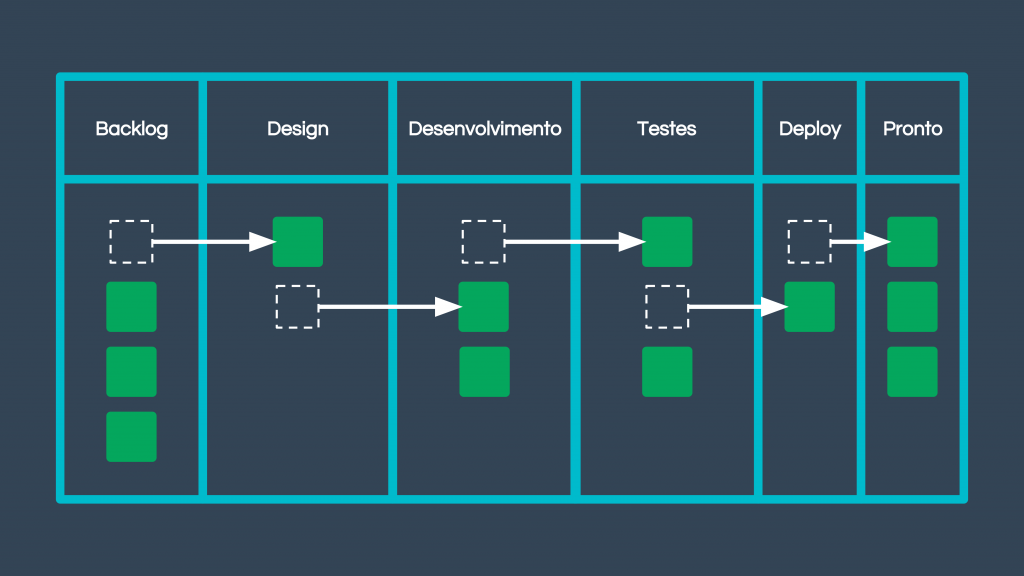 Backlog
Design
Desenvolvimento
Testes
Deploy
Pronto